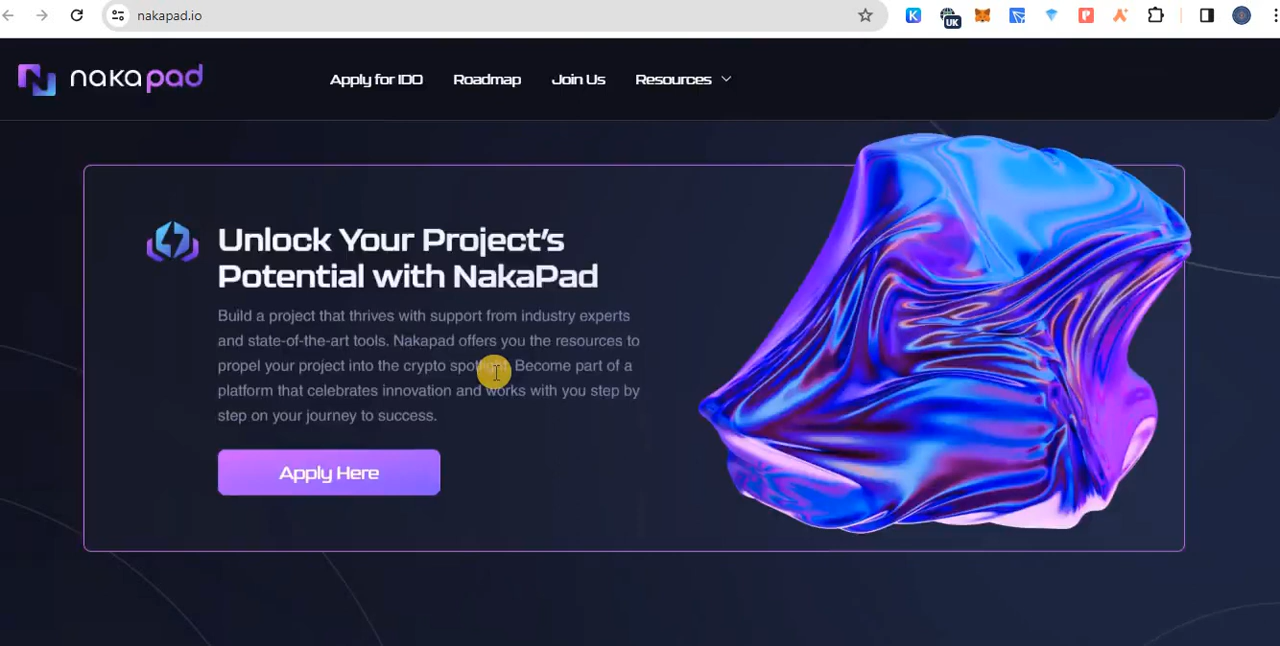 nakapad.io
UK
nakapad
Apply for IDO Roadmap Join Us Resources
Unlock Your Project's
Potential with NakaPad
Build a project that thrives with support from industry experts
and state-of-the-art tools. Nakapad offers you the resources to
propel your project into the crypto spotlight. Become part of a
platform that celebrates innovation and works with you step by
step on your journey to success.
Apply Here